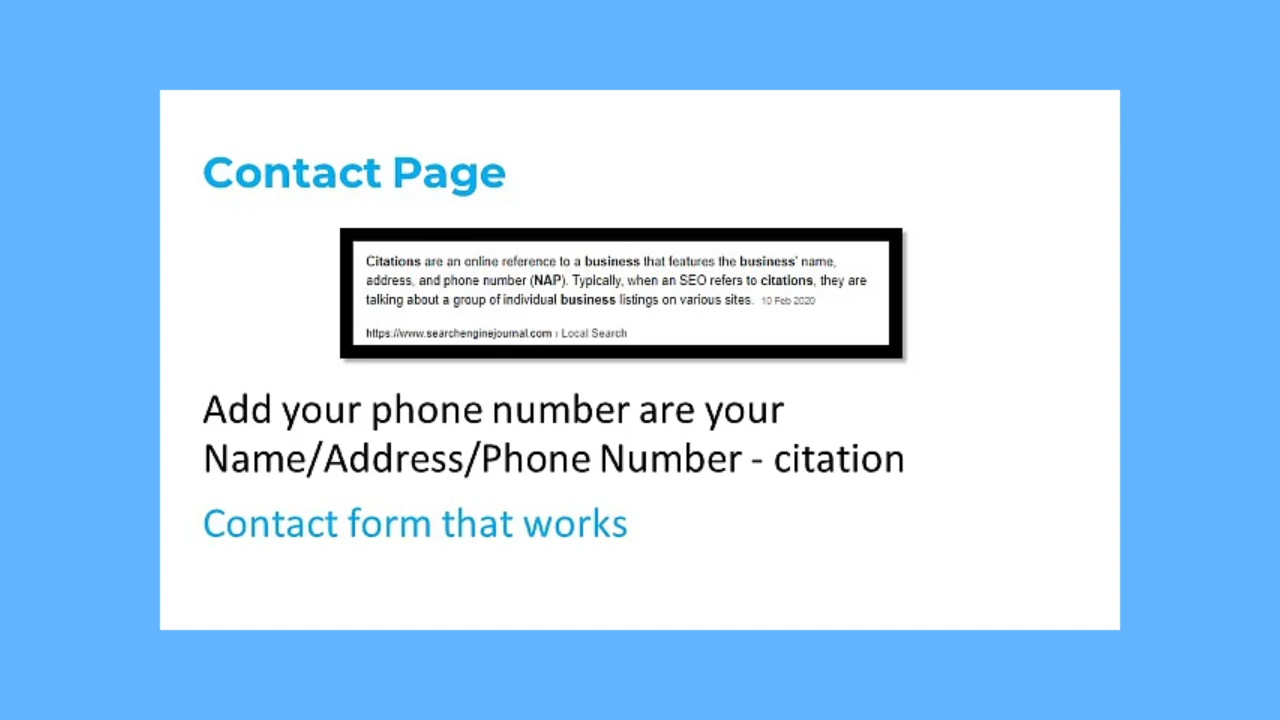 Contact Page
Citations are an online reference to a business that features the business' name,
address, and phone number (NAP). Typically, when an SEO refers to citations, they are
talking about a group of individual business listings on various sites. 10 Feb 2020
https://www.searchenginejournal.com › Local Search
Add your phone number are your
Name/Address/Phone Number - citation
Contact form that works